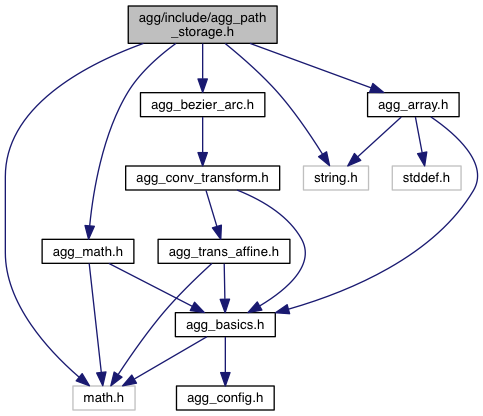 agg/include/agg_path
_storage.h
agg_bezier_arc.h
agg_array.h
agg_conv_transform.h
string.h
stddef.h
agg_math.h
agg_trans_affine.h
agg_basics.h
math.h
agg_config.h